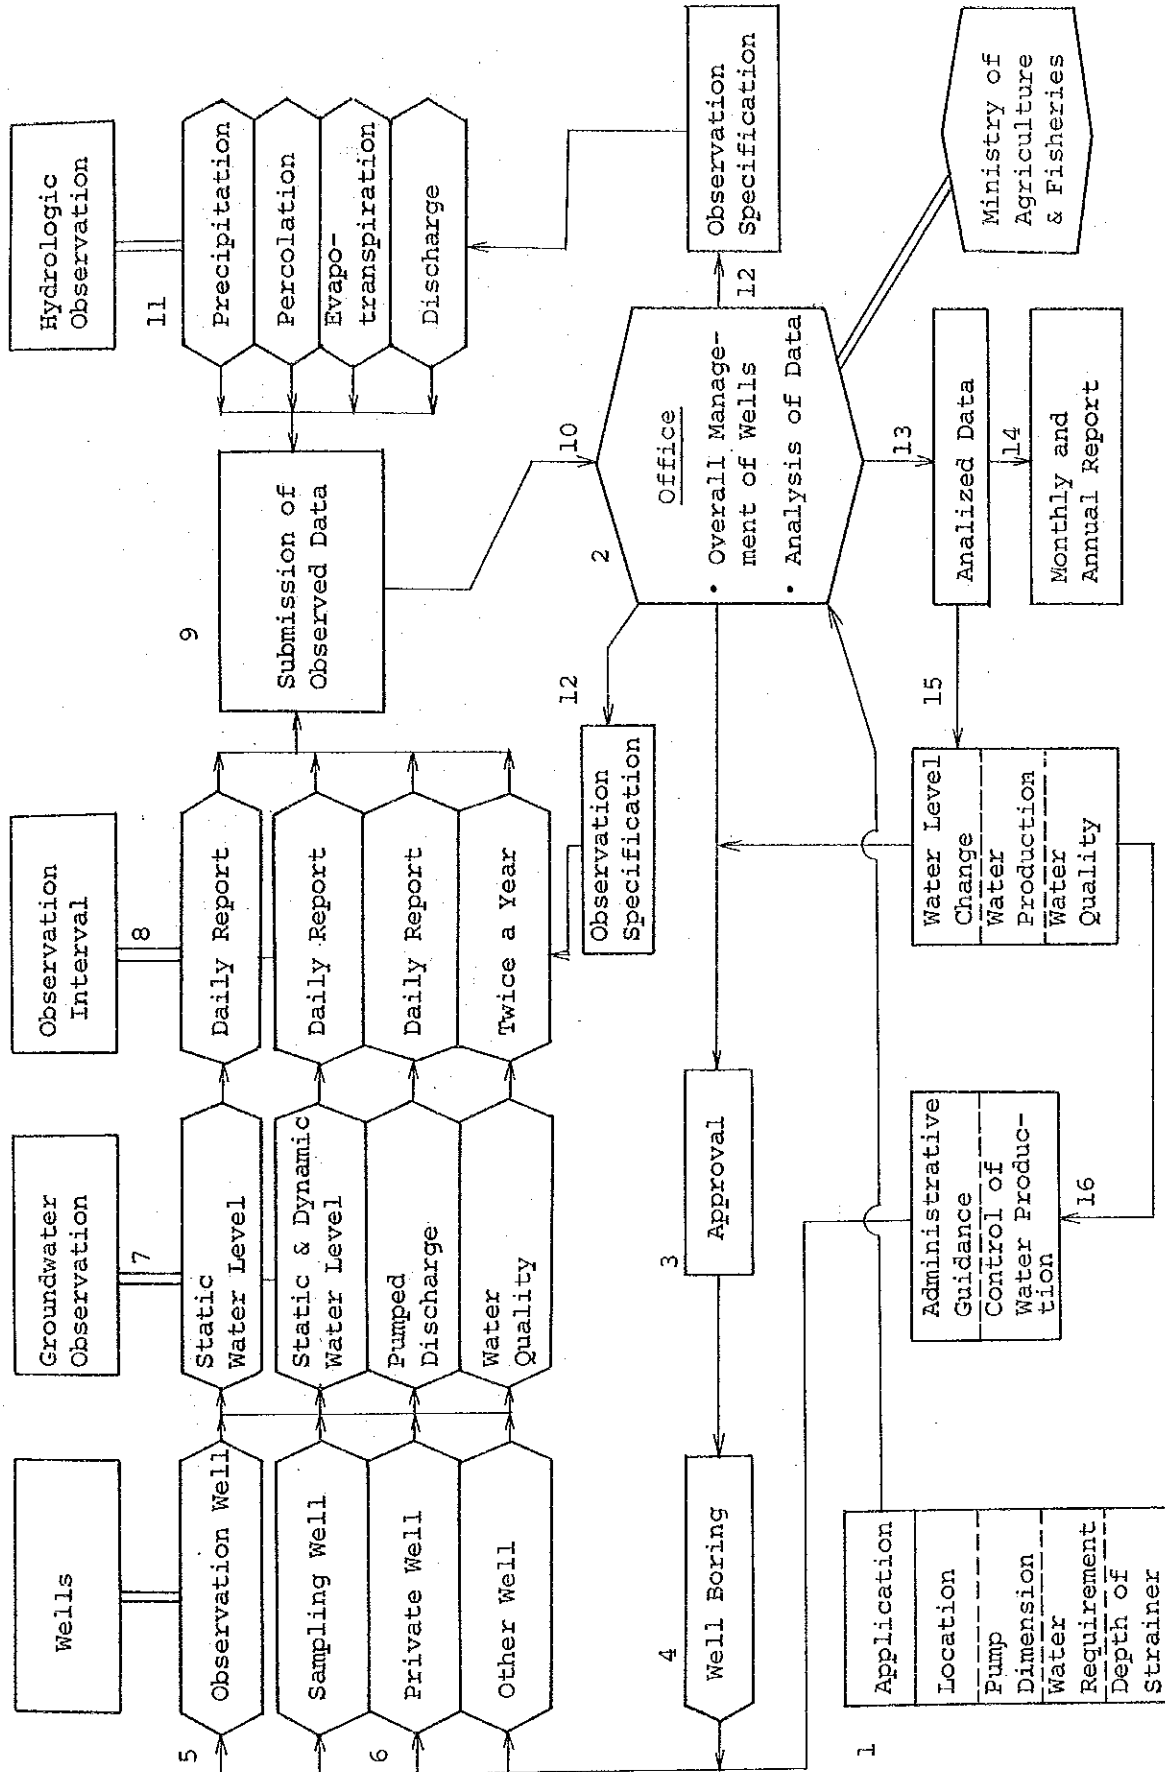 Wells
Groundwater
Observation
Observation
Interval
Hydrologic
Observation
5
7
8
9
11
Observation Well
Static
Water Level
Daily Report
Precipitation
Sampling Well
Static & Dynamic
Water Level
Daily Report
Submission of
Observed Data
Percolation
6
Private Well
Pumped
Discharge
Daily Report
Evapo-
transpiration
Other Well
Water
Quality
Twice a Year
Discharge
12
10
Observation
Specification
4
Well Boring
3
Approval
2
Office
• Overall Manage-
ment of Wells
• Analysis of Data
12
Observation
Specification
1
Application
Location
Pump
Dimension
Water
Requirement
Depth of
Strainer
Administrative
Guidance
Control of
Water Produc-
tion
16
Water Level
Change
Water
Production
Water
Quality
15
13
Analized Data
14
Monthly and
Annual Report
Ministry of
Agriculture
& Fisheries